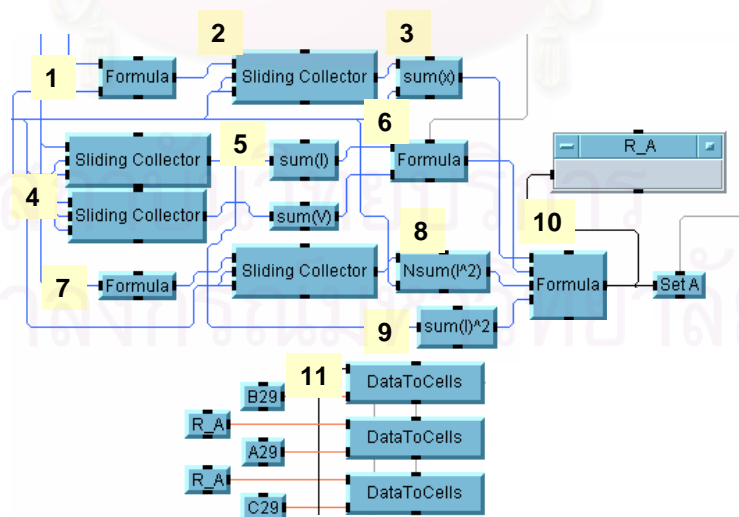 2
3
1
Formula
Sliding Collector
sum(x)
5
6
R_A
Sliding Collector
sum(I)
Formula
4
Sliding Collector
sum(V)
8
10
7
Formula
Sliding Collector
Nsum(I^2)
Formula
Set A
9
sum(I)^2
11
DataToCells
B29
R_A
DataToCells
A29
R_A
DataToCells
C29